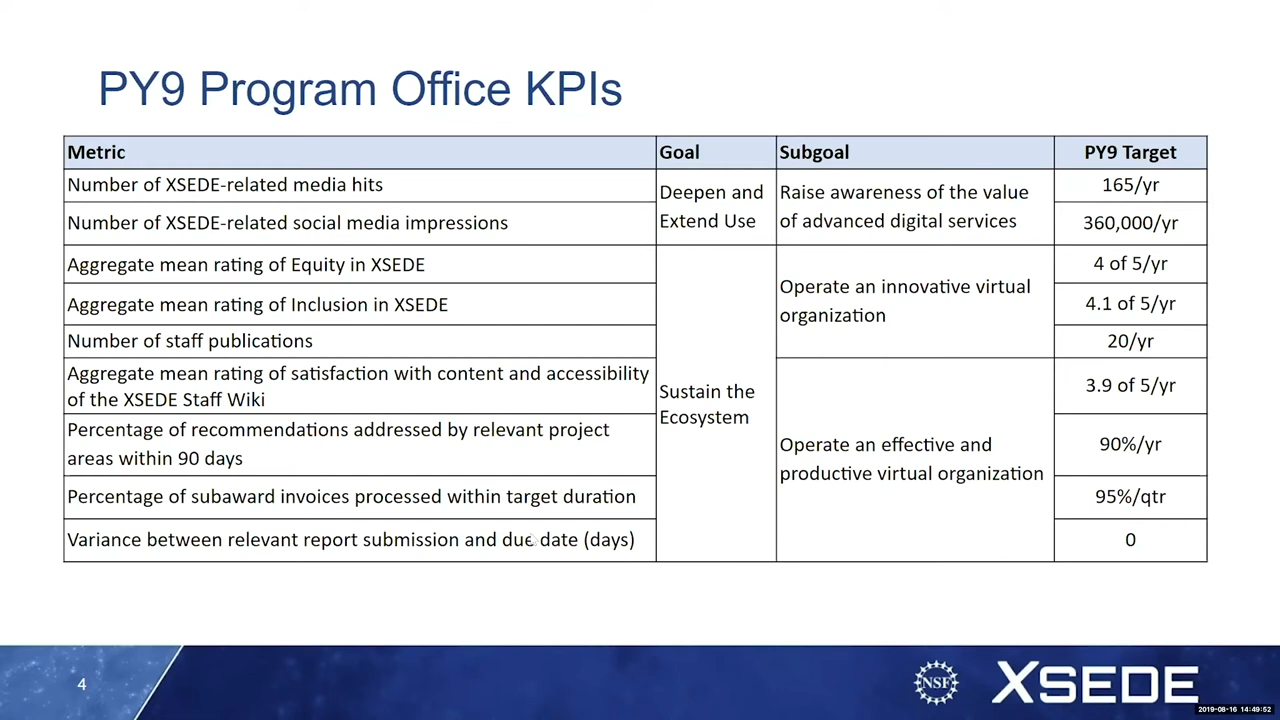 PY9 Program Office KPIs
Metric Goal Subgoal PY9 Target
Number of XSEDE-related media hits
Deepen and
Extend Use
Raise awareness of the value
of advanced digital services
165/yr
Number of XSEDE-related social media impressions
360,000/yr
Aggregate mean rating of Equity in XSEDE
Sustain the
Ecosystem
Operate an innovative virtual
organization
4 of 5/yr
Aggregate mean rating of Inclusion in XSEDE
4.1 of 5/yr
Number of staff publications
20/yr
Aggregate mean rating of satisfaction with content and accessibility
of the XSEDE Staff Wiki
Operate an effective and
productive virtual organization
3.9 of 5/yr
Percentage of recommendations addressed by relevant project
areas within 90 days
90%/yr
Percentage of subaward invoices processed within target duration
95%/qtr
Variance between relevant report submission and due date (days)
0
4
NSF
XSEDE
2019-08-16 14:49:52